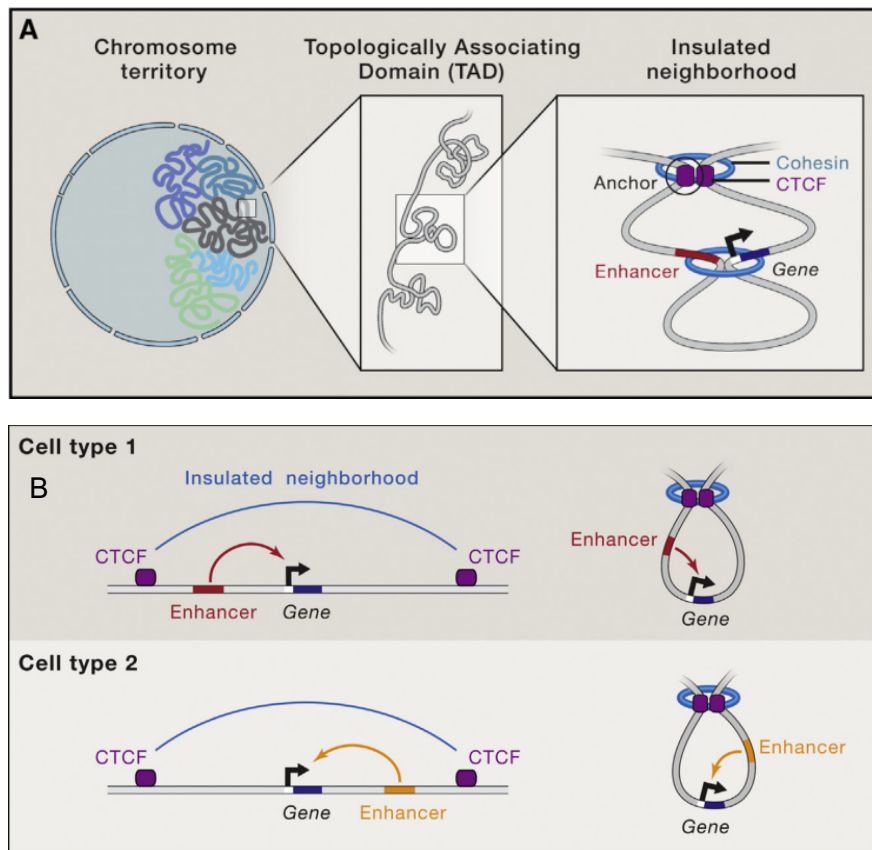 A
Chromosome
territory
Topologically Associating
Domain (TAD)
Insulated
neighborhood
Cohesin
CTCF
Anchor
Enhancer
Gene
Cell type 1
B
Insulated neighborhood
CTCF
CTCF
Enhancer
Gene
Enhancer
Gene
Cell type 2
CTCF
CTCF
Gene
Enhancer
Enhancer
Gene